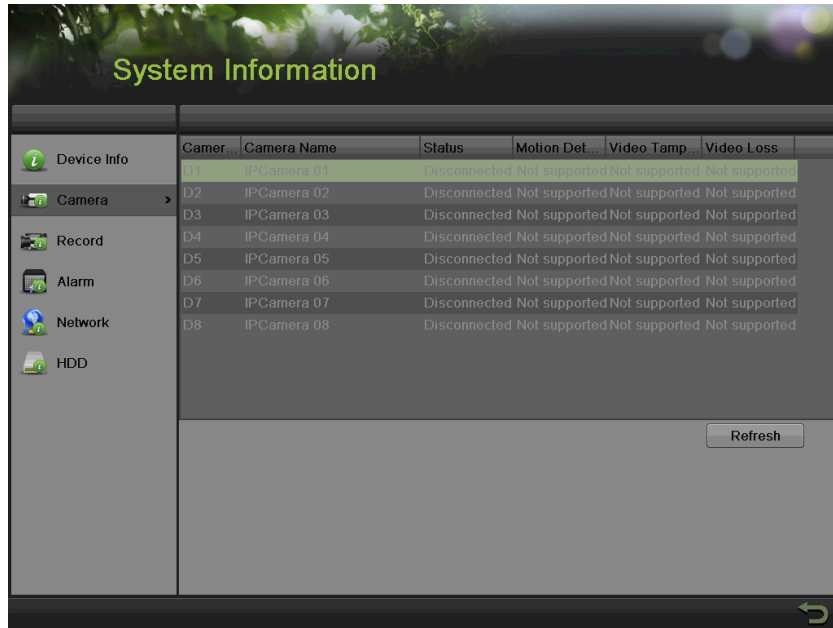 System Information
Camer... Camera Name Status Motion Det... Video Tamp... Video Loss
Device Info
Camera
Record
Alarm
Network
HDD
D1 IPCamera 01 Disconnected Not supported Not supported Not supported
D2 IPCamera 02 Disconnected Not supported Not supported Not supported
D3 IPCamera 03 Disconnected Not supported Not supported Not supported
D4 IPCamera 04 Disconnected Not supported Not supported Not supported
D5 IPCamera 05 Disconnected Not supported Not supported Not supported
D6 IPCamera 06 Disconnected Not supported Not supported Not supported
D7 IPCamera 07 Disconnected Not supported Not supported Not supported
D8 IPCamera 08 Disconnected Not supported Not supported Not supported
Refresh